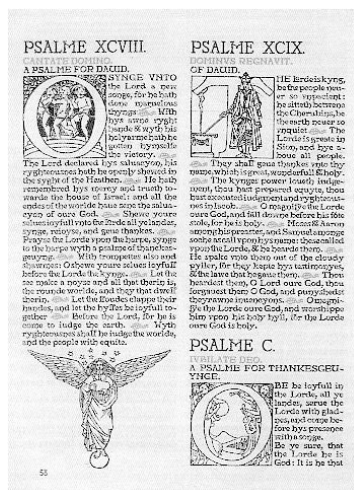 PSALME XCVIII.
CANTATE DOMINO.
A PSALME FOR DAUID.
SYNGE VNTO
the Lord a new
songe, for he hath
done maruelous
thynges With
hys awne ryght
hande & wyth his
holy arme hath he
gotten hymselfe
the victory.
The Lord declared hys saluacyon, his
ryghteousnes hath he openly shewed in
the syght of the Heathen. He hath
remembred hys mercy and trueth to-
warde the house of Israel: and all the
endes of the worlde haue sene the salua-
cyon of oure God. Shewe youre
selues ioyfull vnto the Lorde all ye landes,
synge, reioyse, and geue thankes.
Prayse the Lorde vpon the harpe, synge
to the harpe wyth a psalme of thankes-
geuyng. With trompettes also and
shawmes: O shewe youre selues ioyfull
before the Lorde the kynge. Let the
see make a noyse and all that therin is,
the rounde worlde, and they that dwell
therin. Let the floudes clappe their
handes, and let the hylles be ioyfull to-
gether Before the Lord, for he is
come to iudge the earth. Wyth
ryghteousnes shall he iudge the worlde,
and the people with equite.
58
PSALME XCIX.
DOMINUS REGNAVIT.
OF DAUID.
THE Lorde is kyng,
be the people neu-
er so vnpacient:
he sitteth betwene
the Cherubins, be
the earth neuer so
vnquiet The
Lorde is greate in
Sion, and hye a-
boue all people.
They shall geue thankes vnto thy
name, which is great, wonderfull & holy.
The kynges power loueth iudge-
ment, thou hast prepared equyte, thou
hast executed iudgement and ryghteous-
nes in Iacob. O magnifye the Lorde
oure God, and fall downe before his fote
stole, for he is holy. Moses & Aaron
among his preastes, and Samuel amonge
soche as call vpon hys name: these called
vpon the Lorde, & he hearde them.
He spake vnto them out of the cloudy
pyller, for they kepte hys testimonyes,
& the lawe that he gaue them. Thou
heardest them, O Lord oure God, thou
forgauest them O God, and punyshedst
theyr awne inuencyons. O magni-
fye the Lorde oure God, and worshippe
him vpon his holy hyll, for the Lorde
oure God is holy.
PSALME C.
IVBILATE DEO.
A PSALME FOR THANKESGEU-
YNGE.
O BE ioyfull in
the Lorde, all ye
landes, serue the
Lorde with glad-
nes, and come be-
fore hys presence
with a songe.
Be ye sure, that
the Lorde he is
God: It is he that